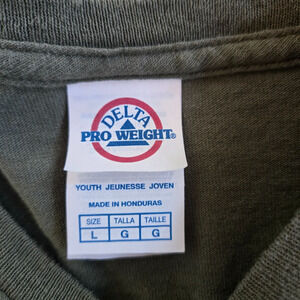 DELTA
PRO WEIGHT®
YOUTH JEUNESSE JOVEN
MADE IN HONDURAS
SIZE TALLA TAILLE
L G G